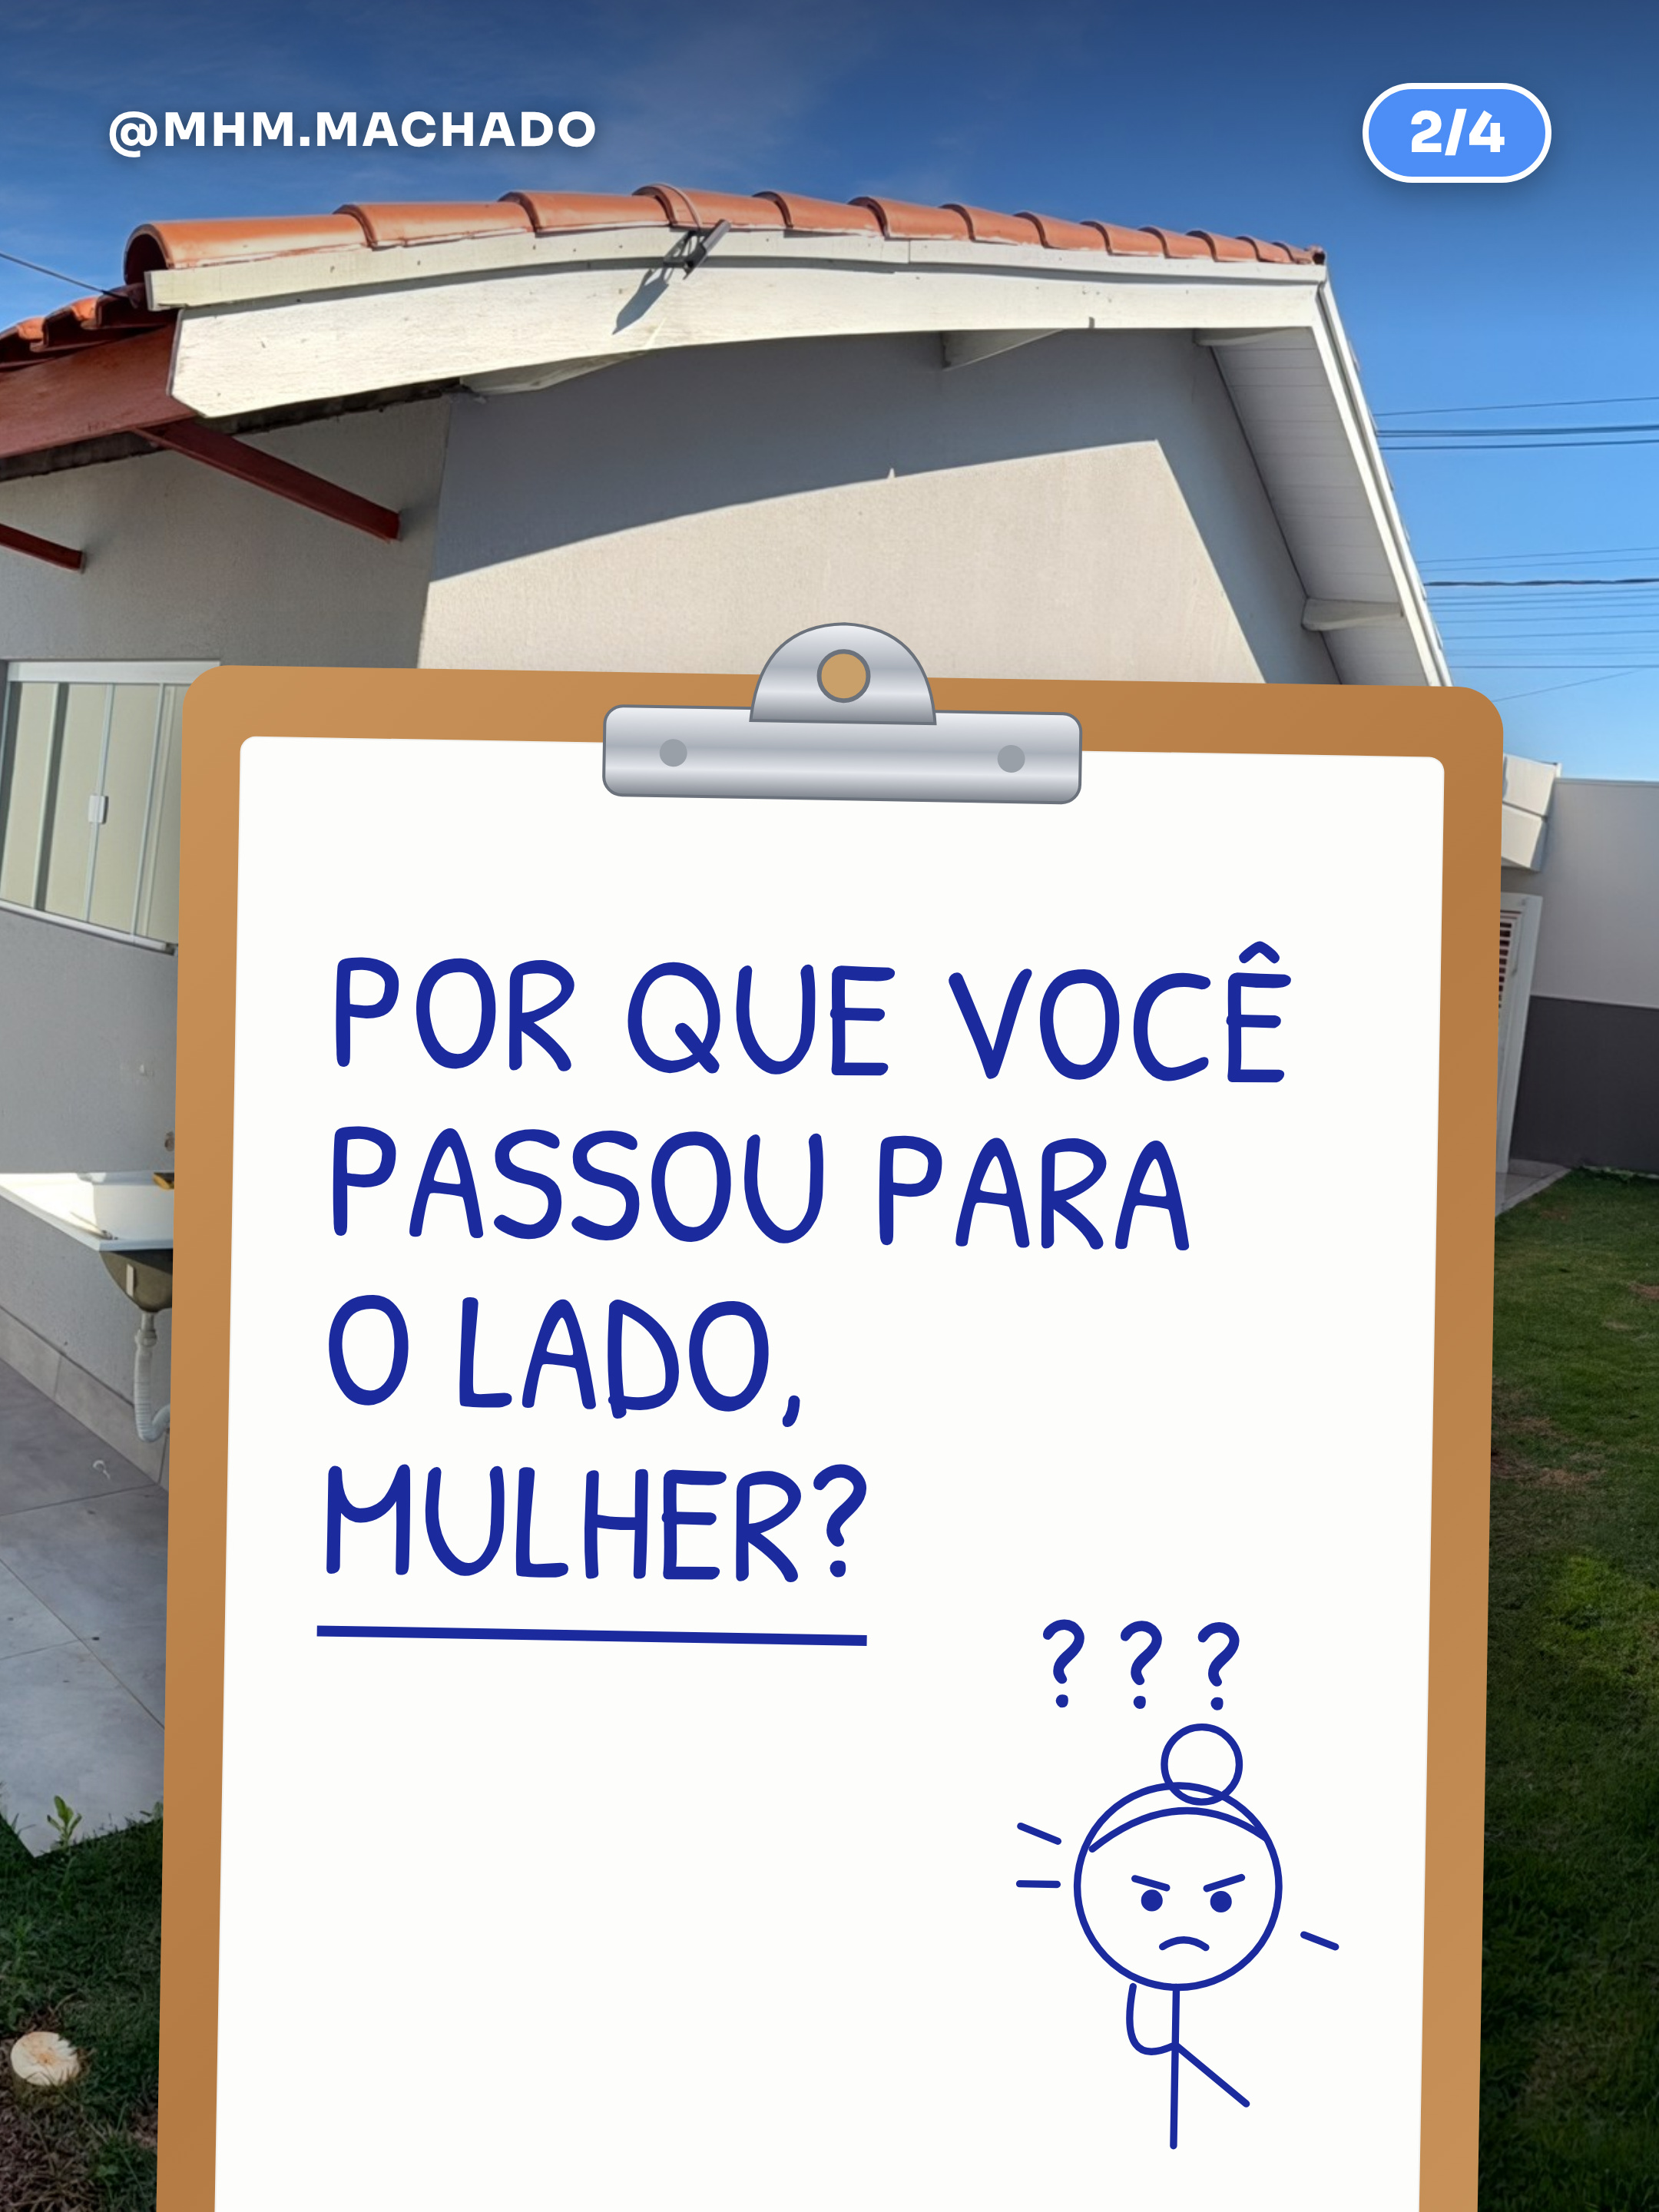 @MHM.MACHADO
2/4
POR QUE VOCÊ
PASSOU PARA
O LADO,
MULHER?
? ? ?